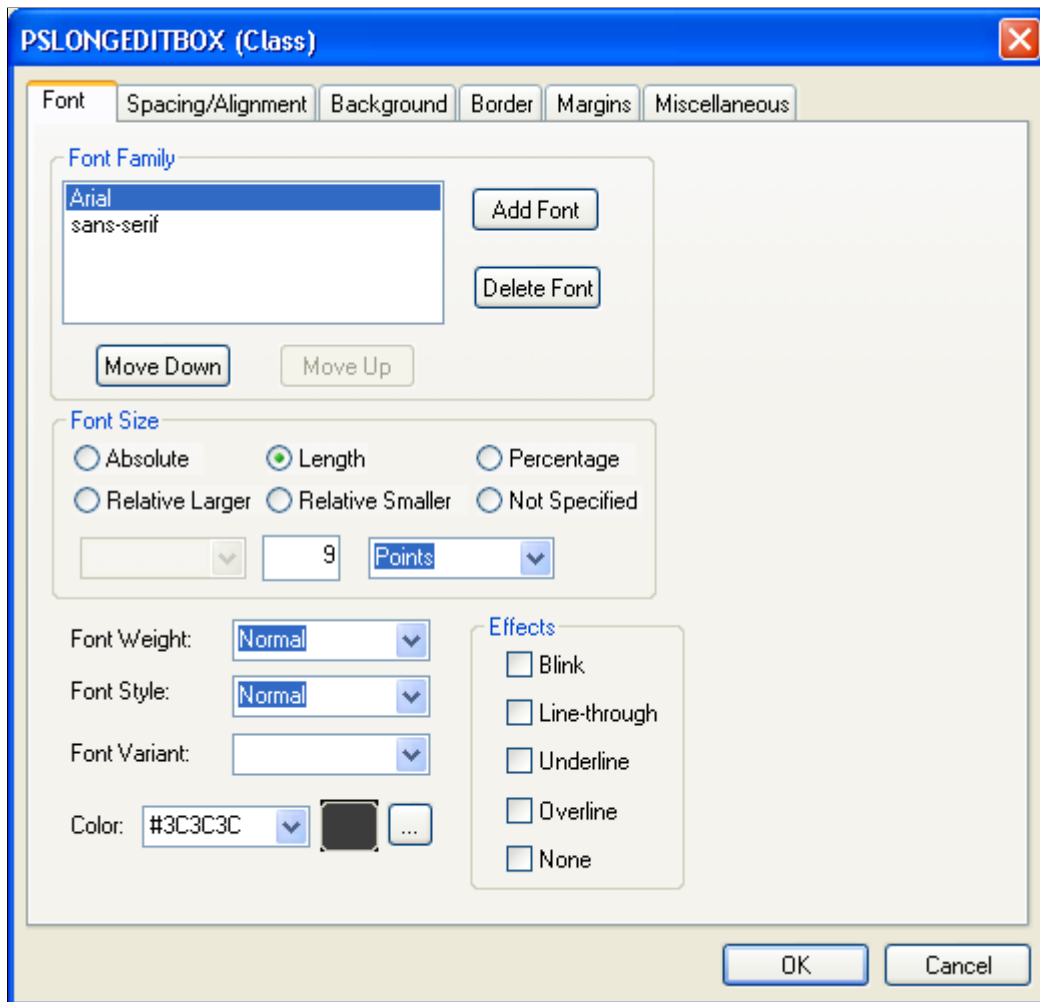 PSLONGEDITBOX (Class)
Font Spacing/Alignment Background Border Margins Miscellaneous
Font Family
Arial
sans-serif
Add Font
Delete Font
Move Down Move Up
Font Size
Absolute Length Percentage
Relative Larger Relative Smaller Not Specified
9 Points
Font Weight: Normal
Font Style: Normal
Font Variant:
Color: #3C3C3C ...
Effects
Blink
Line-through
Underline
Overline
None
OK Cancel